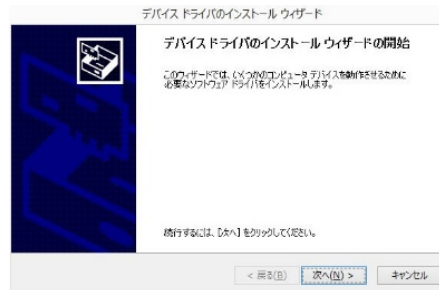 デバイス ドライバのインストール ウィザード
デバイス ドライバのインストール ウィザードの開始
このウィザードでは、いくつかのコンピュータ デバイスを動作させるために
必要なソフトウェア ドライバをインストールします。
続行するには、[次へ] をクリックしてください。
< 戻る(B)
次へ(N) >
キャンセル